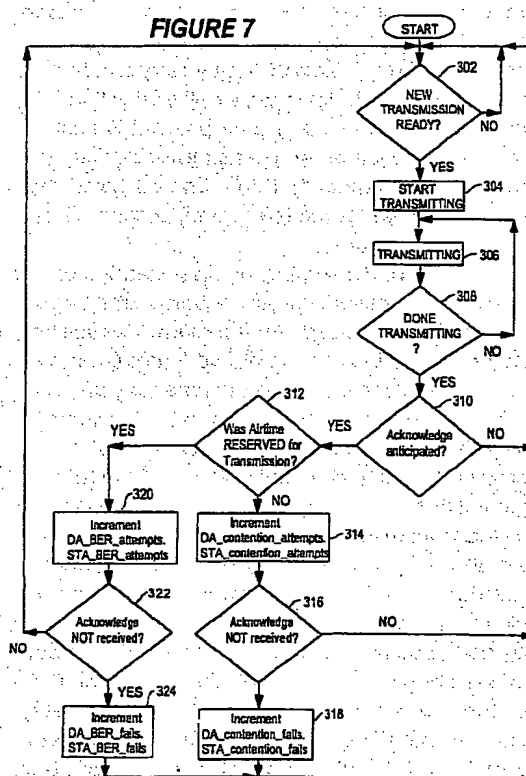 FIGURE 7
START
302
NEW
TRANSMISSION
READY?
NO
YES
304
START
TRANSMITTING
TRANSMITTING
306
308
DONE
TRANSMITTING
?
NO
YES
312
310
Was Airtime
RESERVED for
Transmission?
YES
YES
Acknowledge
anticipated?
NO
NO
320
Increment
DA_BER_attempts.
STA_BER_attempts
Increment
DA_contention_attempts.
STA_contention_attempts
314
322
Acknowledge
NOT received?
NO
316
Acknowledge
NOT received?
NO
YES
324
Increment
DA_BER_fails.
STA_BER_fails
Increment
DA_contention_fails.
STA_contention_fails
318